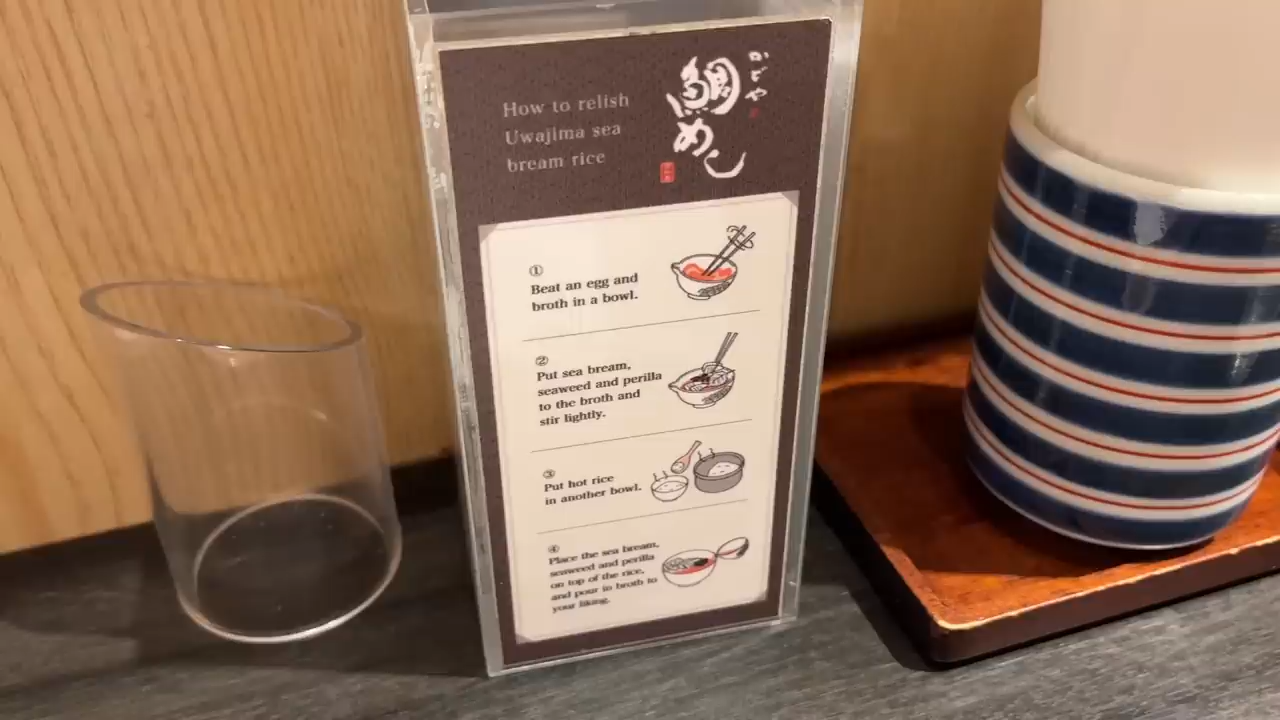 How to relish
Uwajima sea
bream rice
かどや
鯛めし
①
Beat an egg and
broth in a bowl.
②
Put sea bream,
seaweed and perilla
to the broth and
stir lightly.
③
Put hot rice
in another bowl.
④
Place the sea bream,
seaweed and perilla
on top of the rice,
and pour in broth to
your liking.